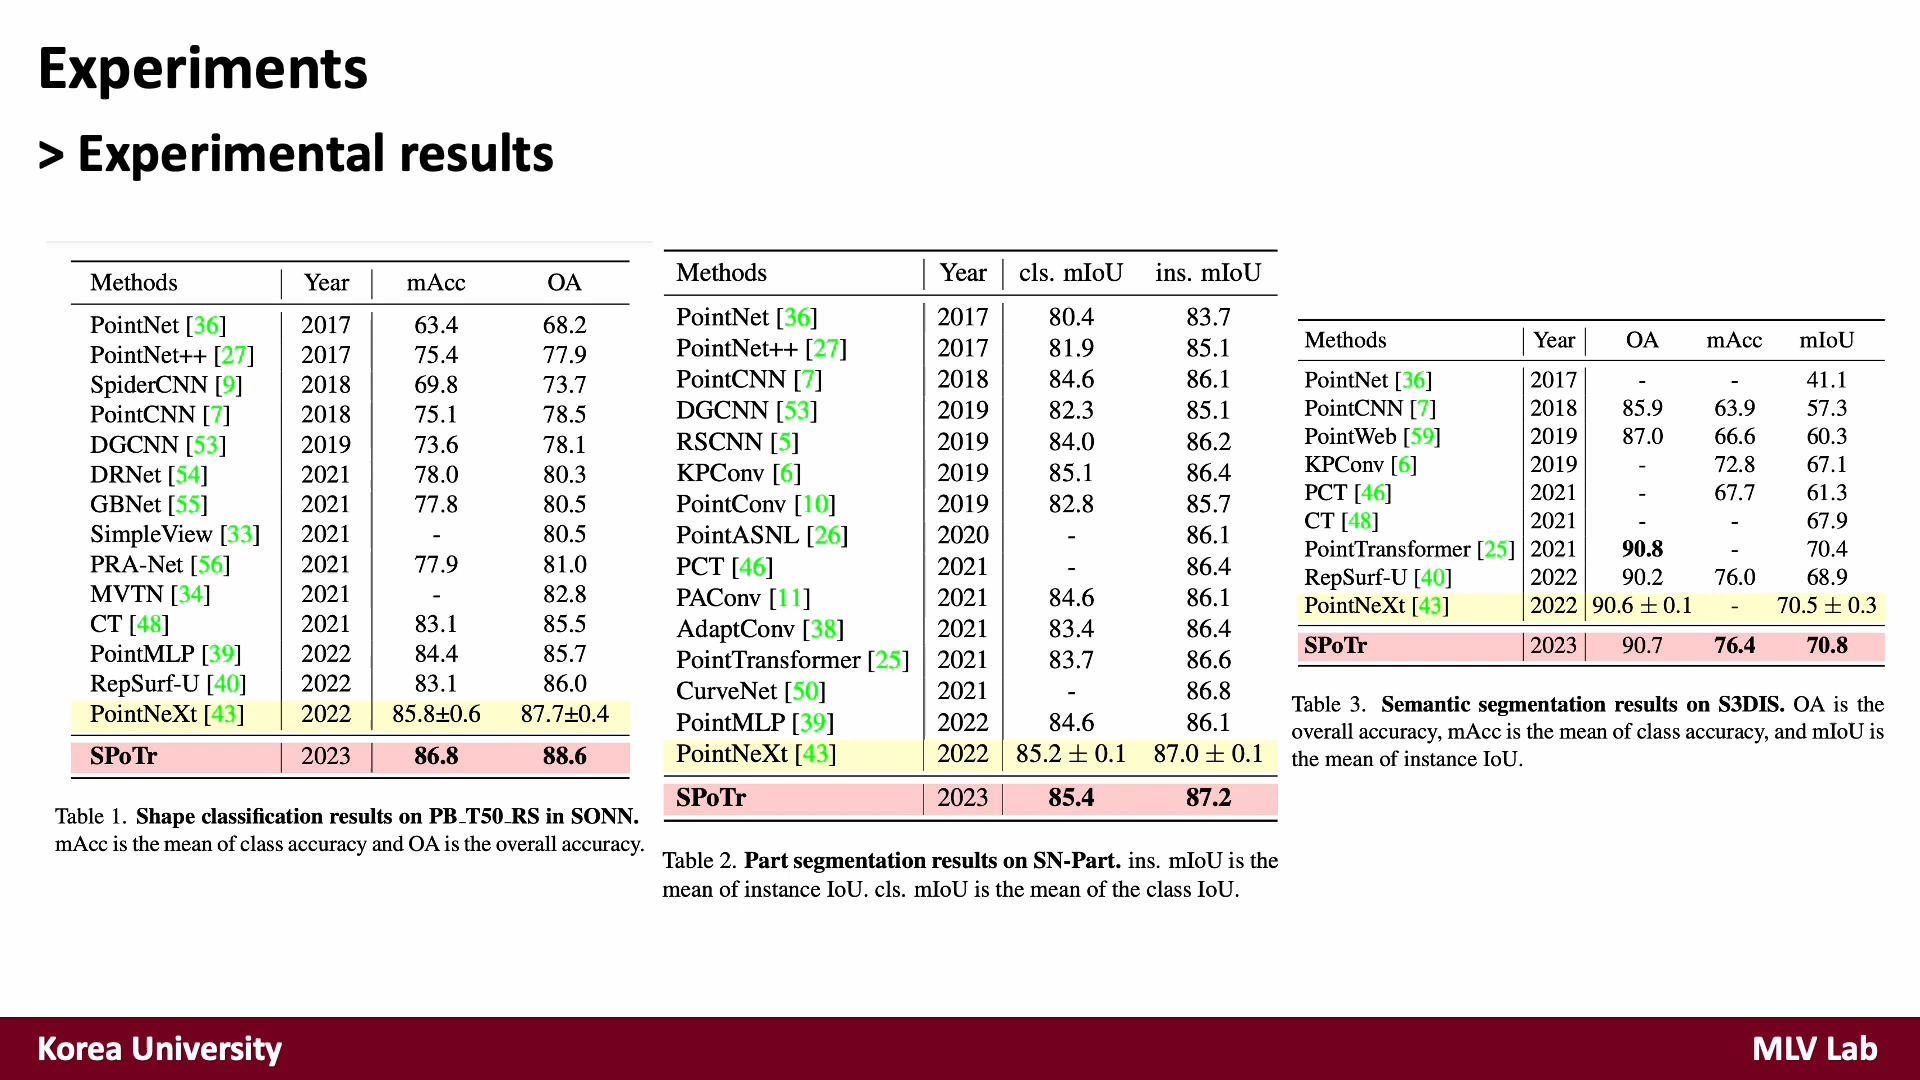 Experiments
> Experimental results
Methods Year mAcc OA
PointNet [36] 2017 63.4 68.2
PointNet++ [27] 2017 75.4 77.9
SpiderCNN [9] 2018 69.8 73.7
PointCNN [7] 2018 75.1 78.5
DGCNN [53] 2019 73.6 78.1
DRNet [54] 2021 78.0 80.3
GBNet [55] 2021 77.8 80.5
SimpleView [33] 2021 - 80.5
PRA-Net [56] 2021 77.9 81.0
MVTN [34] 2021 - 82.8
CT [48] 2021 83.1 85.5
PointMLP [39] 2022 84.4 85.7
RepSurf-U [40] 2022 83.1 86.0
PointNeXt [43] 2022 85.8±0.6 87.7±0.4
SPoTr 2023 86.8 88.6
Table 1. Shape classification results on PB_T50_RS in SONN.
mAcc is the mean of class accuracy and OA is the overall accuracy.
Methods Year cls. mIoU ins. mIoU
PointNet [36] 2017 80.4 83.7
PointNet++ [27] 2017 81.9 85.1
PointCNN [7] 2018 84.6 86.1
DGCNN [53] 2019 82.3 85.1
RSCNN [5] 2019 84.0 86.2
KPConv [6] 2019 85.1 86.4
PointConv [10] 2019 82.8 85.7
PointASNL [26] 2020 - 86.1
PCT [46] 2021 - 86.4
PAConv [11] 2021 84.6 86.1
AdaptConv [38] 2021 83.4 86.4
PointTransformer [25] 2021 83.7 86.6
CurveNet [50] 2021 - 86.8
PointMLP [39] 2022 84.6 86.1
PointNeXt [43] 2022 85.2 ± 0.1 87.0 ± 0.1
SPoTr 2023 85.4 87.2
Table 2. Part segmentation results on SN-Part. ins. mIoU is the
mean of instance IoU. cls. mIoU is the mean of the class IoU.
Methods Year OA mAcc mIoU
PointNet [36] 2017 - - 41.1
PointCNN [7] 2018 85.9 63.9 57.3
PointWeb [59] 2019 87.0 66.6 60.3
KPConv [6] 2019 - 72.8 67.1
PCT [46] 2021 - 67.7 61.3
CT [48] 2021 - - 67.9
PointTransformer [25] 2021 90.8 - 70.4
RepSurf-U [40] 2022 90.2 76.0 68.9
PointNeXt [43] 2022 90.6 ± 0.1 - 70.5 ± 0.3
SPoTr 2023 90.7 76.4 70.8
Table 3. Semantic segmentation results on S3DIS. OA is the
overall accuracy, mAcc is the mean of class accuracy, and mIoU is
the mean of instance IoU.
Korea University
MLV Lab